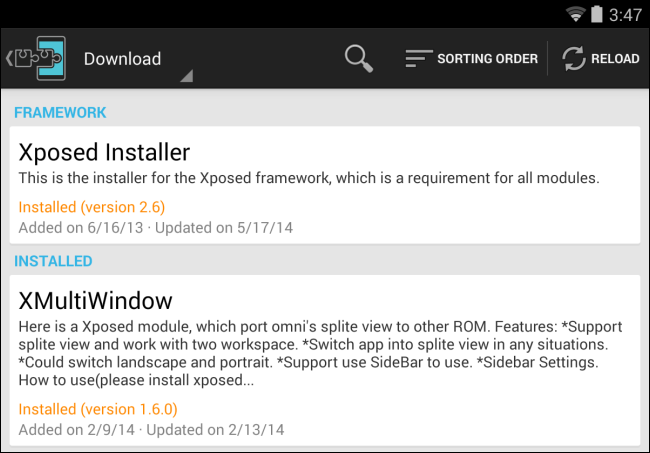 3:47
Download
SORTING ORDER
RELOAD
FRAMEWORK
Xposed Installer
This is the installer for the Xposed framework, which is a requirement for all modules.
Installed (version 2.6)
Added on 6/16/13 · Updated on 5/17/14
INSTALLED
XMultiWindow
Here is a Xposed module, which port omni's splite view to other ROM. Features: *Support
splite view and work with two workspace. *Switch app into splite view in any situations.
*Could switch landscape and portrait. *Support use SideBar to use. *Sidebar Settings.
How to use(please install xposed...
Installed (version 1.6.0)
Added on 2/9/14 · Updated on 2/13/14